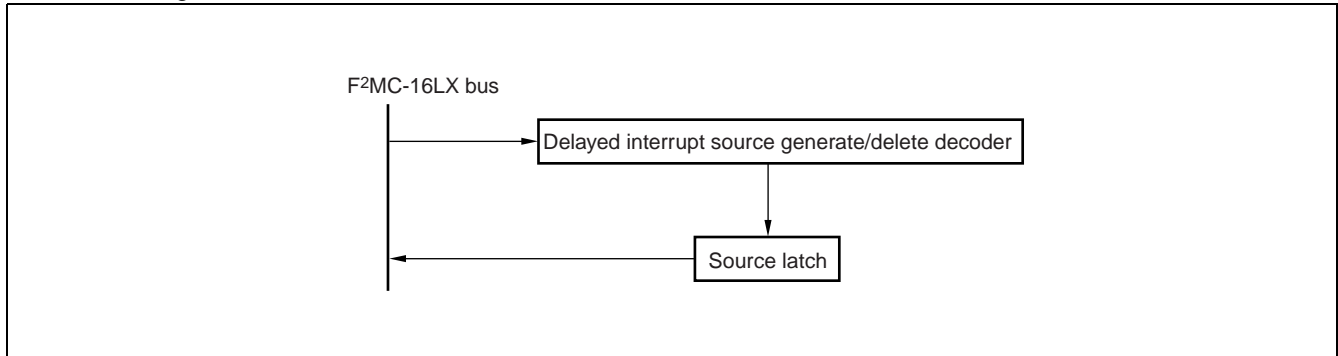 F²MC-16LX bus
Delayed interrupt source generate/delete decoder
Source latch